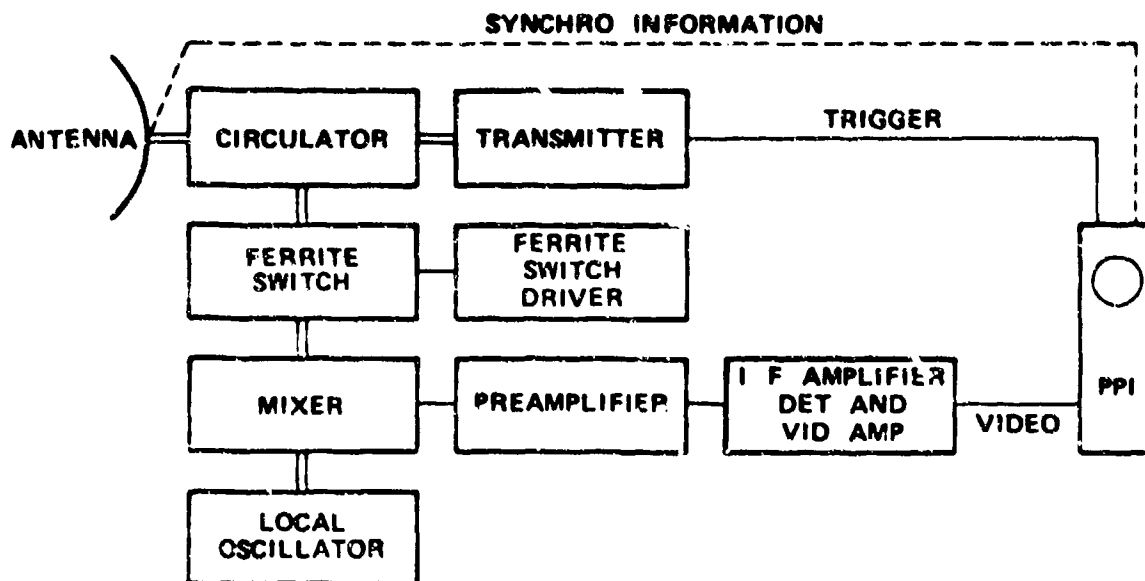 SYNCHRO INFORMATION
ANTENNA
CIRCULATOR
TRANSMITTER
TRIGGER
FERRITE
SWITCH
FERRITE
SWITCH
DRIVER
MIXER
PREAMPLIFIER
I F AMPLIFIER
DET AND
VID AMP
VIDEO
PPI
LOCAL
OSCILLATOR